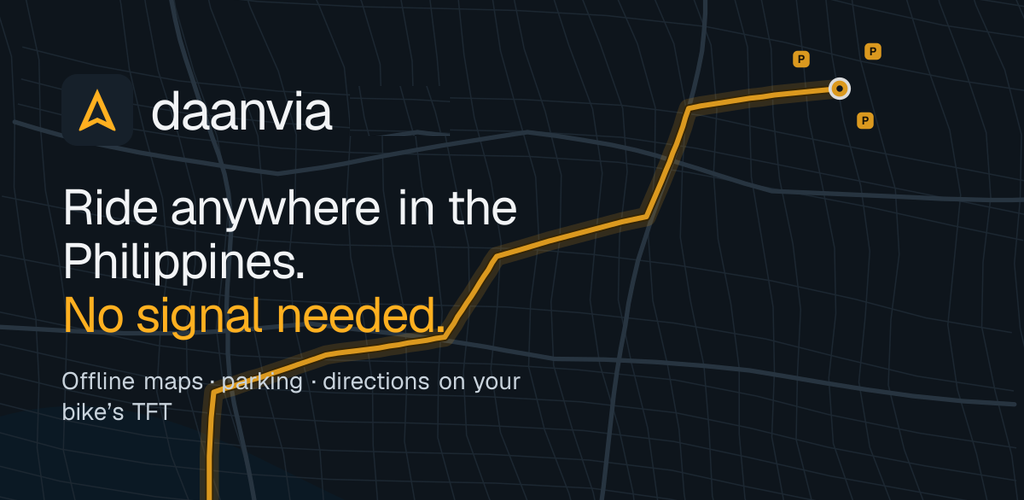 P
P
daanvia
P
Ride anywhere in the
Philippines.
No signal needed.
Offline maps · parking · directions on your
bike’s TFT